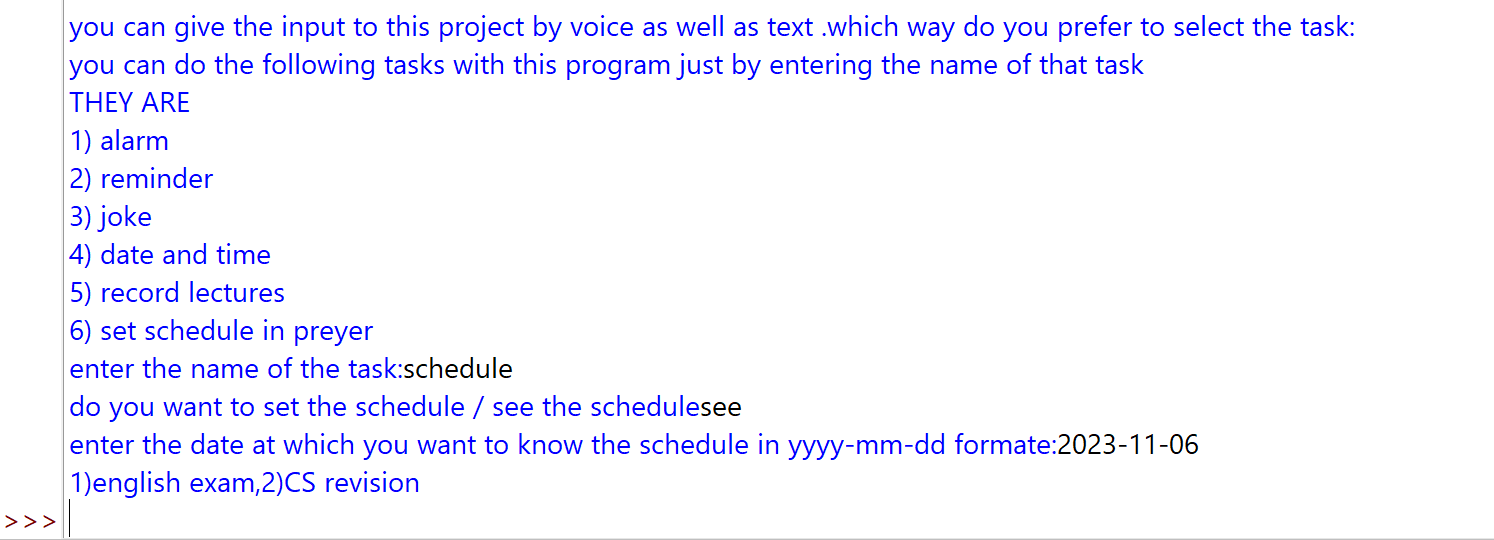 you can give the input to this project by voice as well as text .which way do you prefer to select the task:
you can do the following tasks with this program just by entering the name of that task
THEY ARE
1) alarm
2) reminder
3) joke
4) date and time
5) record lectures
6) set schedule in preyer
enter the name of the task:schedule
do you want to set the schedule / see the schedulesee
enter the date at which you want to know the schedule in yyyy-mm-dd formate:2023-11-06
1)english exam,2)CS revision
>>>